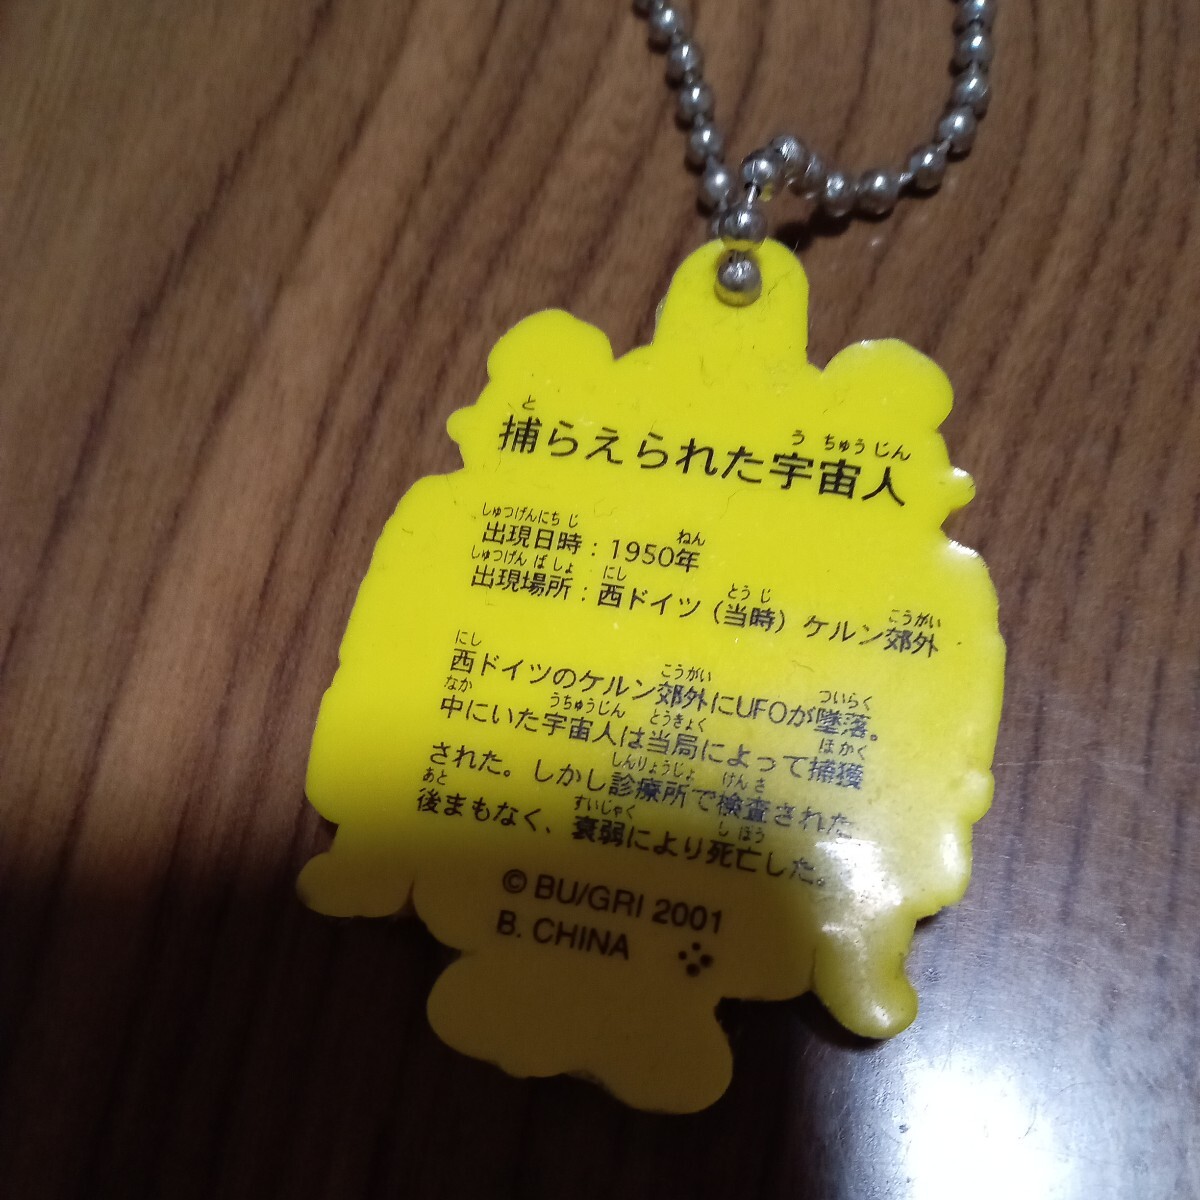 捕らえられた宇宙人
出現日時：1950年
出現場所：西ドイツ（当時）ケルン郊外
西ドイツのケルン郊外にUFOが墜落。
中にいた宇宙人は当局によって捕獲
された。しかし診療所で検査された
後まもなく、衰弱により死亡した。
© BU/GRI 2001
B. CHINA